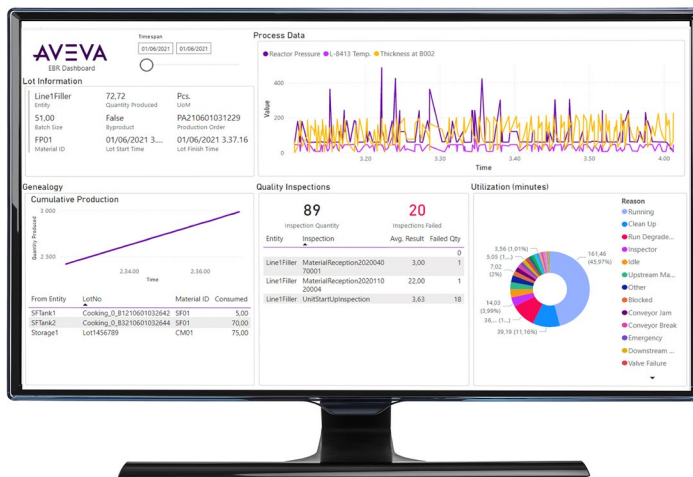 AVEVA
EBR Dashboard
Timespan
01/06/2021 01/06/2021
Lot Information
Line1Filler 72,72 Pcs.
Entity Quantity Produced UoM
51,00 False PA210601031229
Batch Size Byproduct Production Order
FP01 01/06/2021 3.... 01/06/2021 3.37.16
Material ID Lot Start Time Lot Finish Time
Process Data
Reactor Pressure L-8413 Temp. Thickness at B002
Value
400
200
0
3.20 3.30 3.40 3.50 4.00
Time
Genealogy
Cumulative Production
Quantity Produced
3 000
2 500
2.34.00 2.36.00
Time
From Entity LotNo Material ID Consumed
SFTank1 Cooking_0_B1210601032642 SF01 5,00
SFTank2 Cooking_0_B3210601032644 SF01 70,00
Storage1 Lot1456789 CM01 75,00
Quality Inspections
89 20
Inspection Quantity Inspections Failed
Entity Inspection Avg. Result Failed Qty
0
Line1Filler MaterialReception2020040 3,00 1
70001
Line1Filler MaterialReception2020110 22,00 1
20004
Line1Filler UnitStartUpInspection 3,63 18
Utilization (minutes)
3,56 (1,01%)
5,05 (1...)
7,02
(2%)
14,03
(3,99%)
38,... (1...)
39,19 (11,16%)
161,46
(45,97%)
Reason
Running
Clean Up
Run Degrade...
Inspector
Idle
Upstream Ma...
Other
Blocked
Conveyor Jam
Conveyor Break
Emergency
Downstream ...
Valve Failure